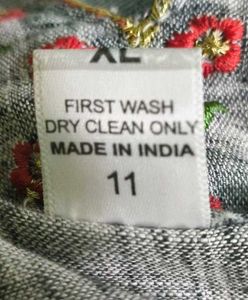 XL
FIRST WASH
DRY CLEAN ONLY
MADE IN INDIA
11